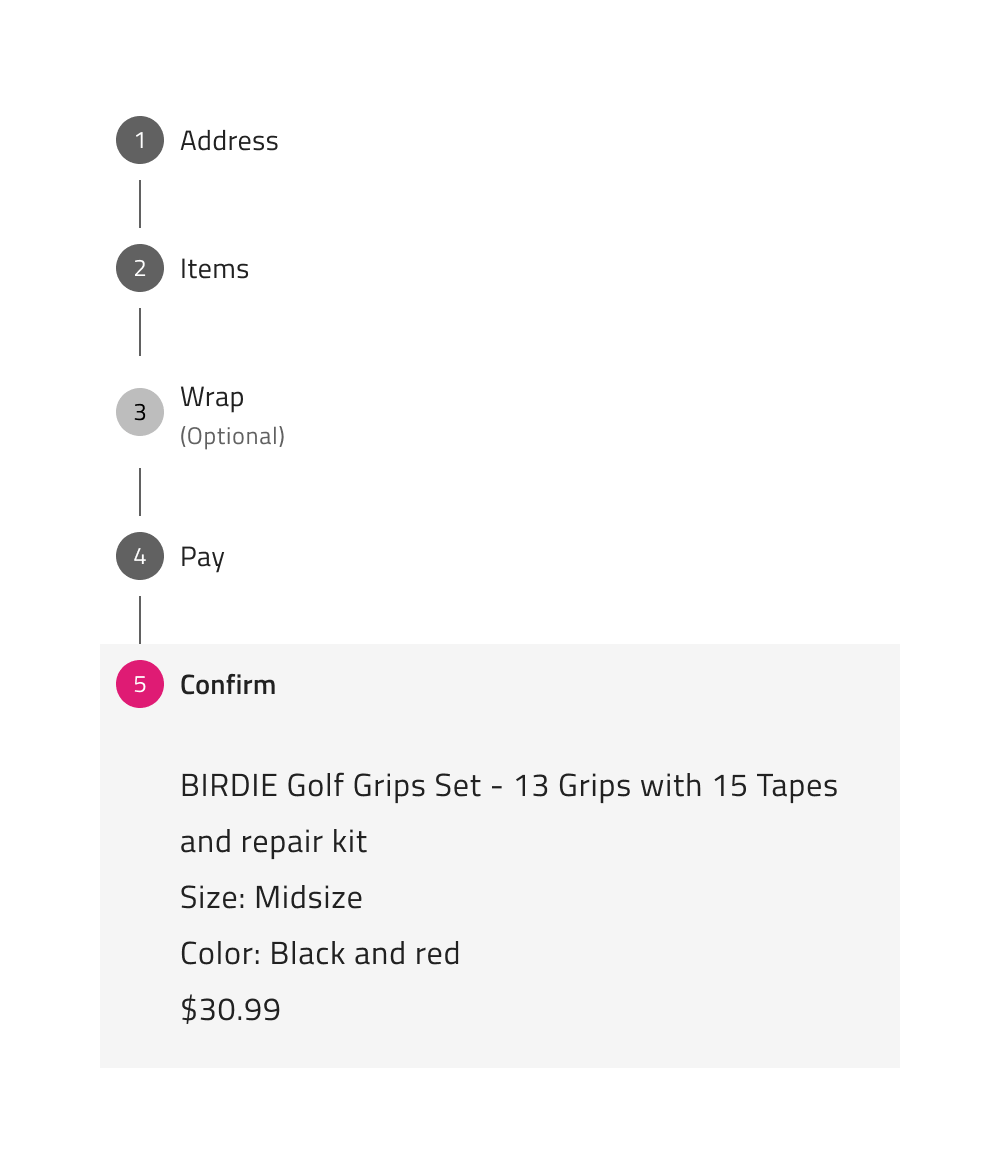 1 Address
2 Items
3 Wrap
(Optional)
4 Pay
5 Confirm
BIRDIE Golf Grips Set - 13 Grips with 15 Tapes
and repair kit
Size: Midsize
Color: Black and red
$30.99